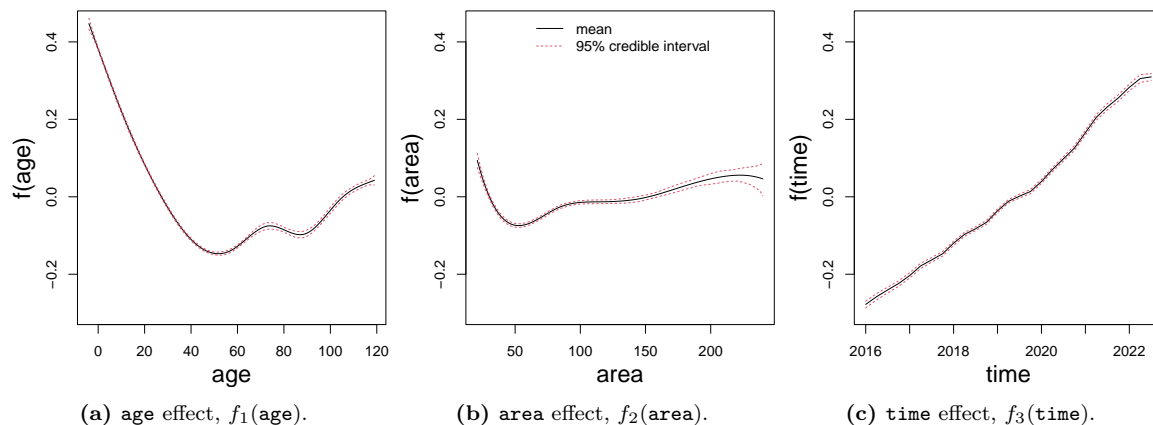 f(age)
0.4
0.2
0.0
-0.2
0 20 40 60 80 100 120
age
(a) age effect, f₁(age).
f(area)
0.4
0.2
0.0
-0.2
mean
95% credible interval
50 100 150 200
area
(b) area effect, f₂(area).
f(time)
0.4
0.2
0.0
-0.2
2016 2018 2020 2022
time
(c) time effect, f₃(time).